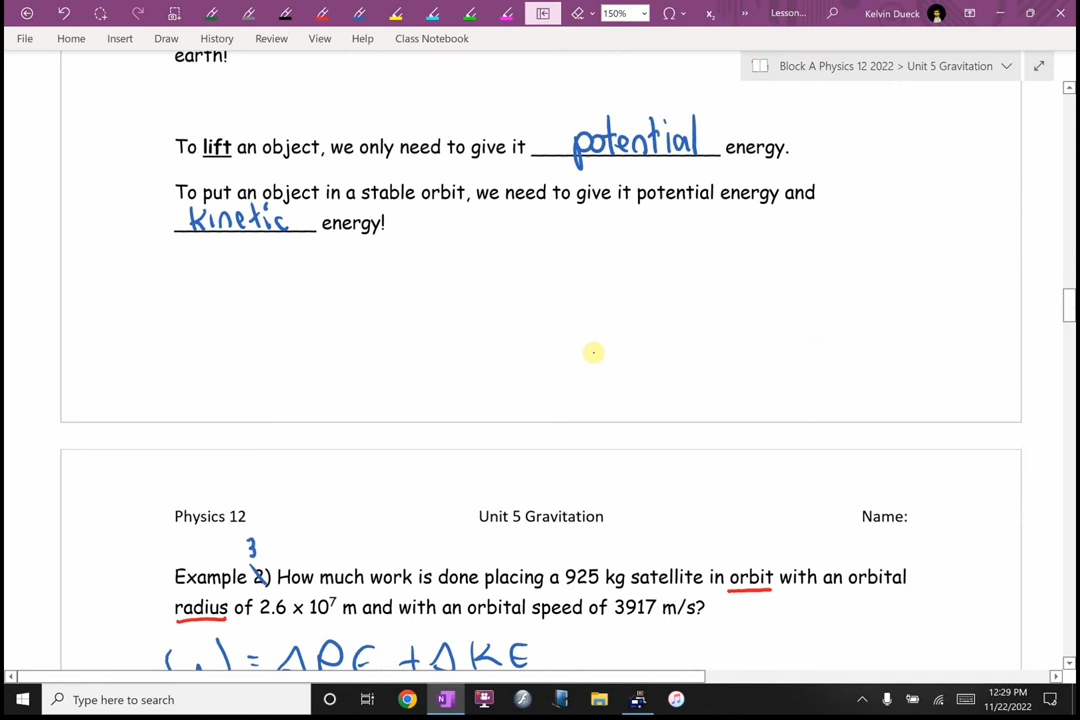 150%
Lesson...
Kelvin Dueck
File Home Insert Draw History Review View Help Class Notebook
Block A Physics 12 2022 > Unit 5 Gravitation
earth!
To lift an object, we only need to give it potential energy.
To put an object in a stable orbit, we need to give it potential energy and
kinetic energy!
Physics 12 Unit 5 Gravitation Name:
3
Example 2) How much work is done placing a 925 kg satellite in orbit with an orbital
radius of 2.6 x 10⁷ m and with an orbital speed of 3917 m/s?
W = ΔPE + ΔKE
Type here to search
12:29 PM
11/22/2022